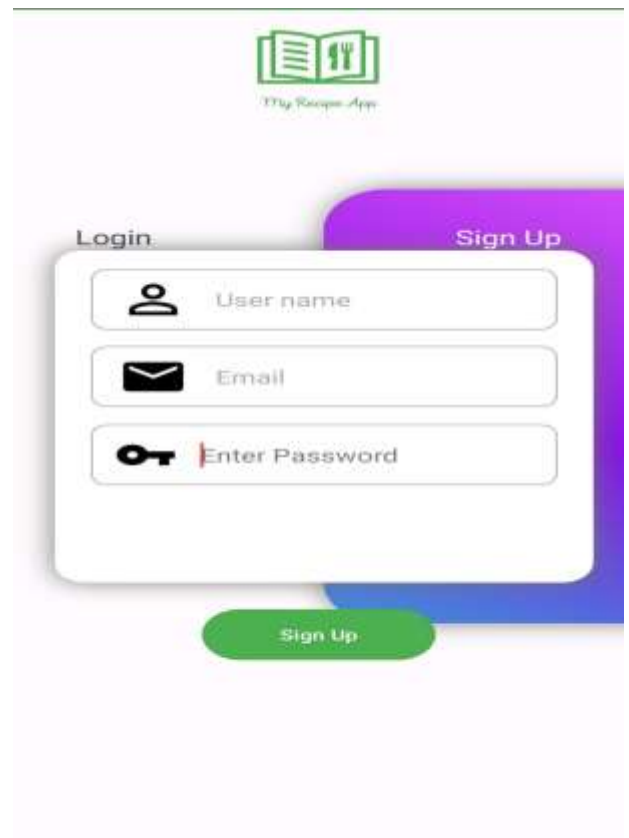 My Recipe App
Login
Sign Up
User name
Email
Enter Password
Sign Up